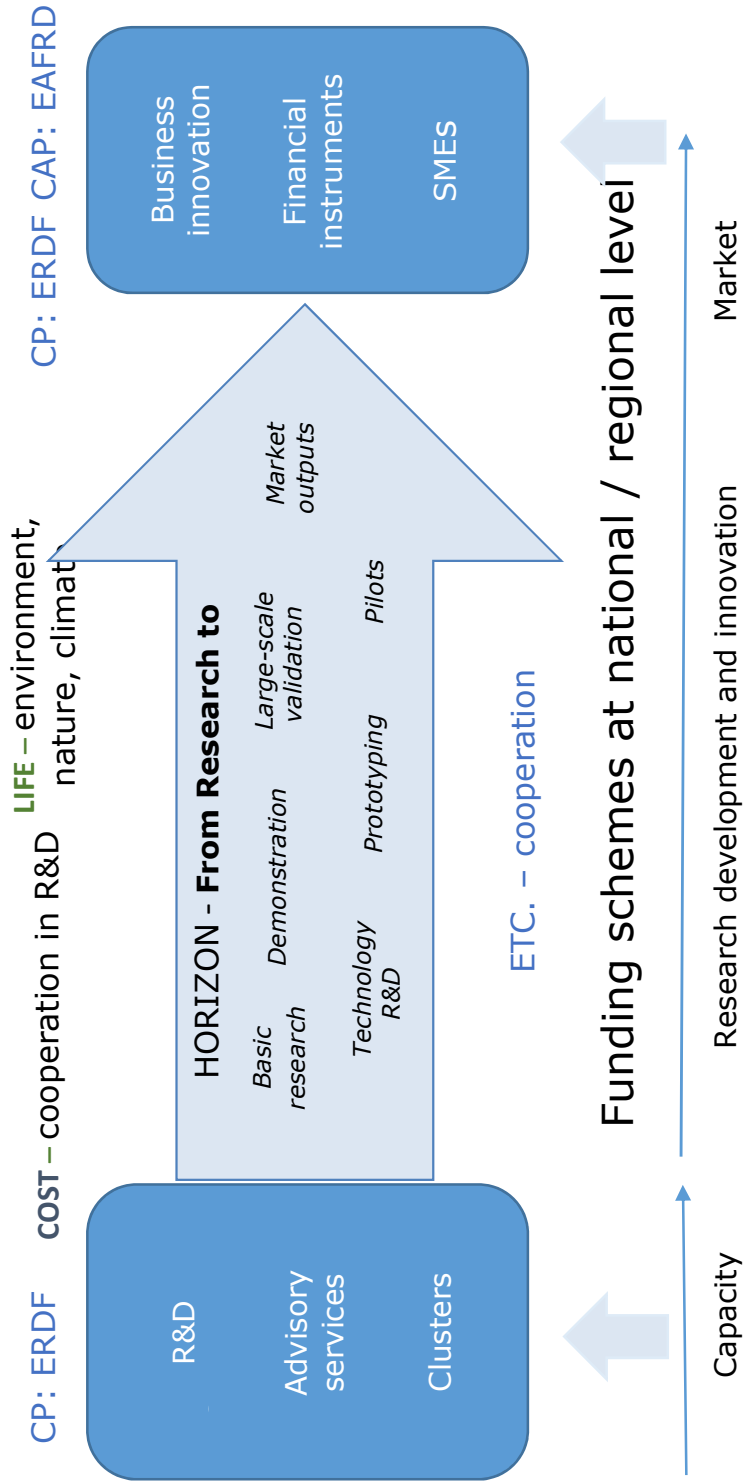 CP: ERDF
COST – cooperation in R&D
LIFE – environment,
nature, climat
CP: ERDF CAP: EAFRD
R&D
Advisory
services
Clusters
HORIZON - From Research to
Basic
research
Demonstration
Large-scale
validation
Market
outputs
Technology
R&D
Prototyping
Pilots
Business
innovation
Financial
instruments
SMEs
ETC. – cooperation
Funding schemes at national / regional level
Capacity
Research development and innovation
Market